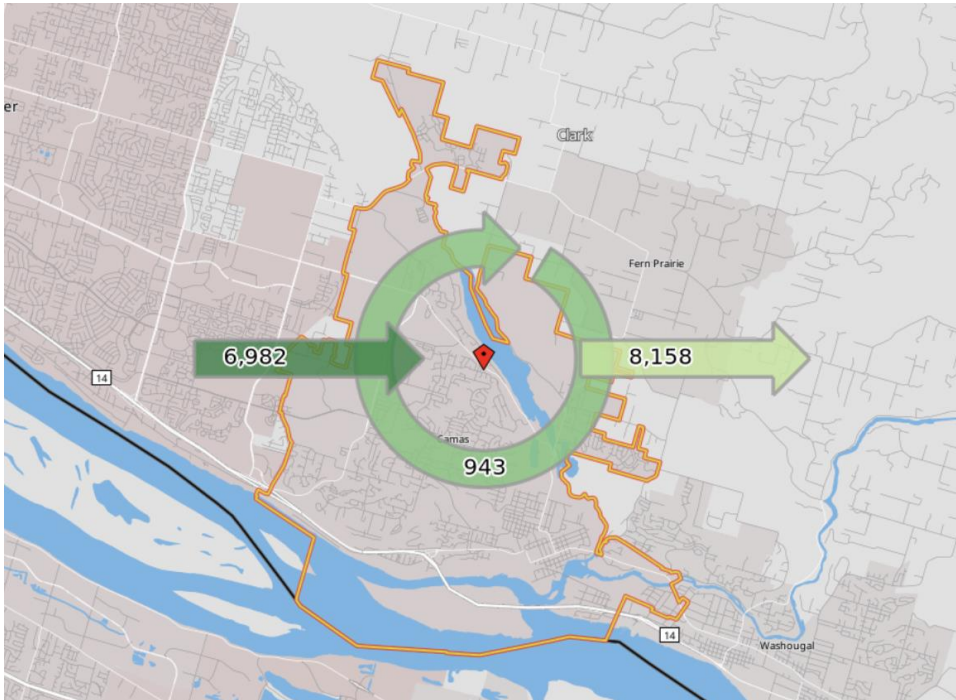 er
Clark
Fern Prairie
6,982
8,158
14
Camas
943
14
Washougal